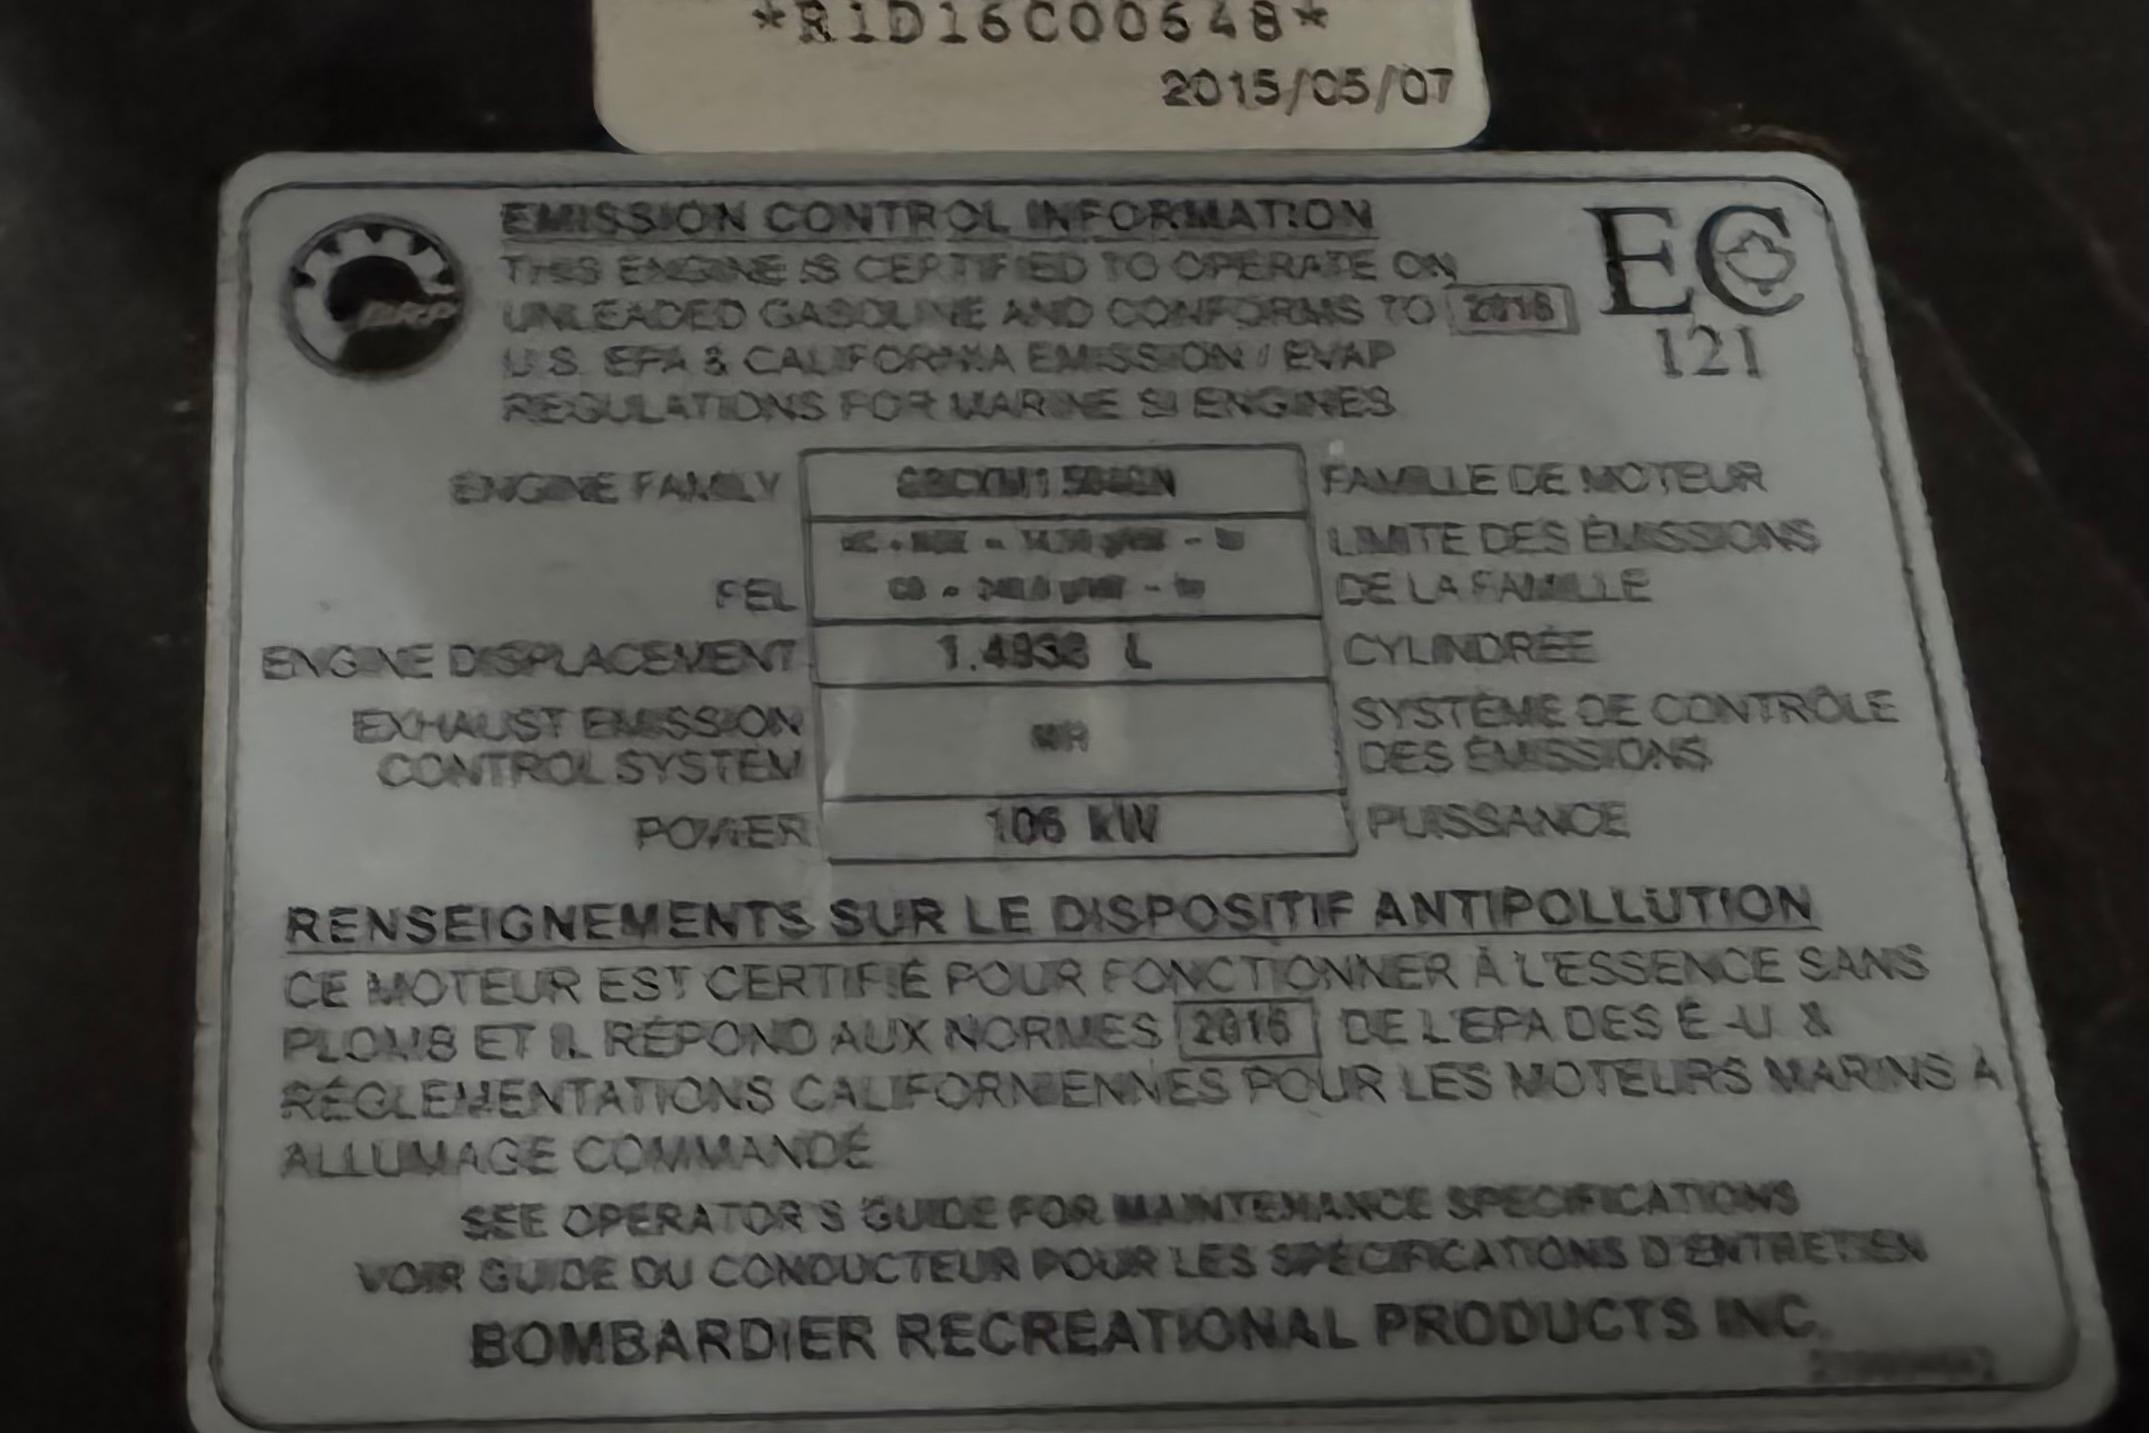 *R1D16C00648*
2015/05/07
EMISSION CONTROL INFORMATION
THIS ENGINE IS CERTIFIED TO OPERATE ON
UNLEADED GASOLINE AND CONFORMS TO 2016
U.S. EPA & CALIFORNIA EMISSION / EVAP
REGULATIONS FOR MARINE SI ENGINES
EC
121
BRP
ENGINE FAMILY FAMILLE DE MOTEUR
FEL LIMITE DES ÉMISSIONS
DE LA FAMILLE
ENGINE DISPLACEMENT 1.4938 L CYLINDRÉE
EXHAUST EMISSION SYSTÈME DE CONTRÔLE
CONTROL SYSTEM DES ÉMISSIONS
POWER 106 kW PUISSANCE
RENSEIGNEMENTS SUR LE DISPOSITIF ANTIPOLLUTION
CE MOTEUR EST CERTIFIÉ POUR FONCTIONNER À L'ESSENCE SANS
PLOMB ET IL RÉPOND AUX NORMES 2016 DE L'EPA DES É.-U. &
RÉGLEMENTATIONS CALIFORNIENNES POUR LES MOTEURS MARINS À
ALLUMAGE COMMANDÉ
SEE OPERATOR'S GUIDE FOR MAINTENANCE SPECIFICATIONS
VOIR GUIDE DU CONDUCTEUR POUR LES SPÉCIFICATIONS D'ENTRETIEN
BOMBARDIER RECREATIONAL PRODUCTS INC.